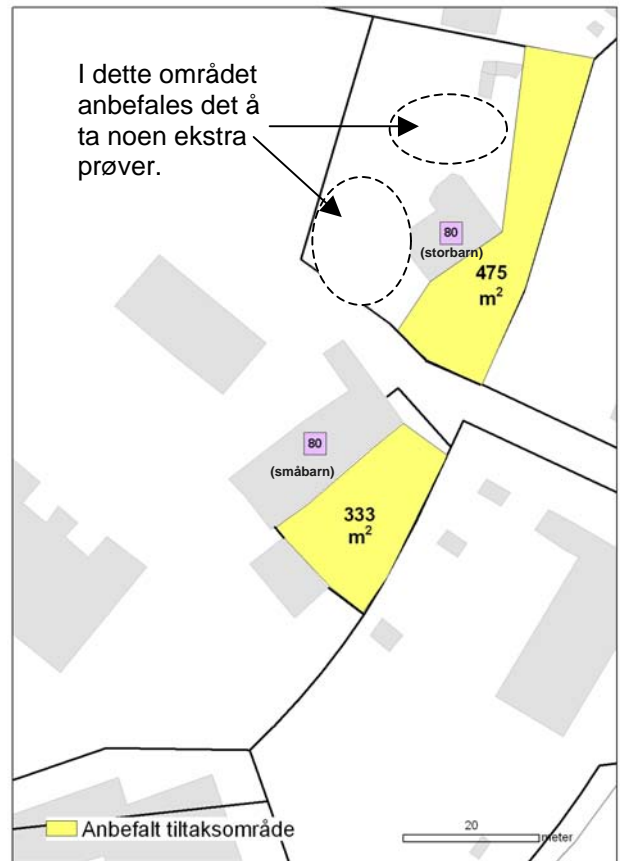 I dette området
anbefales det å
ta noen ekstra
prøver.
80
(storbarn)
475
m²
80
(småbarn)
333
m²
Anbefalt tiltaksområde
20
meter